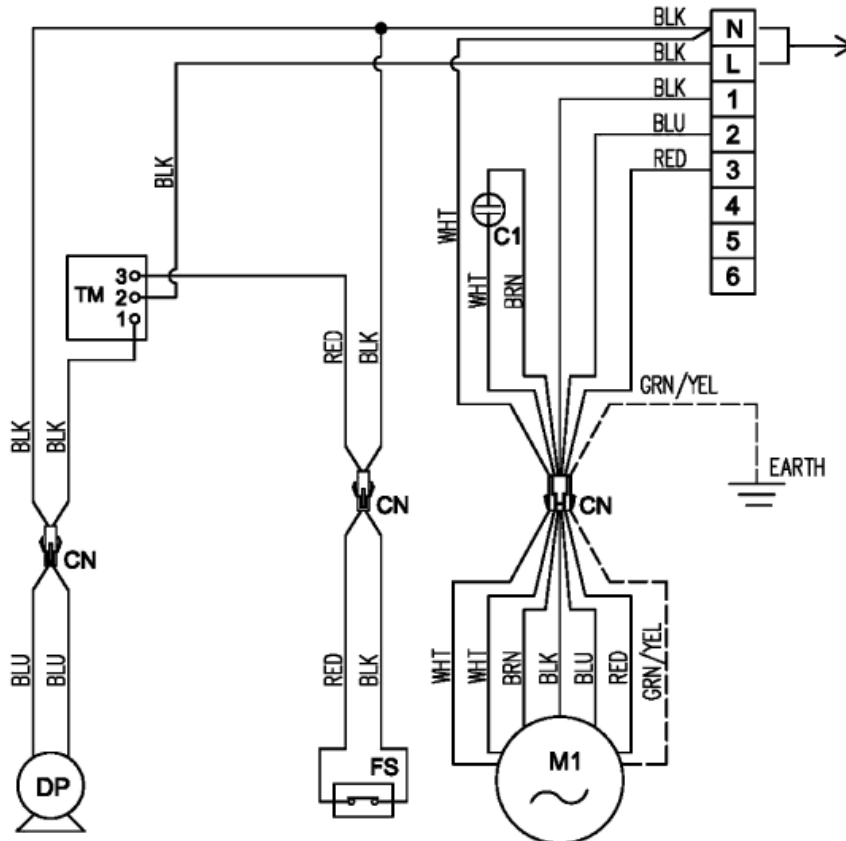 BLK
N
BLK
L
BLK
1
BLU
2
RED
3
4
5
6
BLK
WHT
C1
WHT
BRN
TM
3
2
1
RED
BLK
GRN/YEL
EARTH
BLK
BLK
CN
CN
CN
BLU
BLU
RED
BLK
WHT
WHT
BRN
BLK
BLU
RED
GRN/YEL
DP
FS
M1